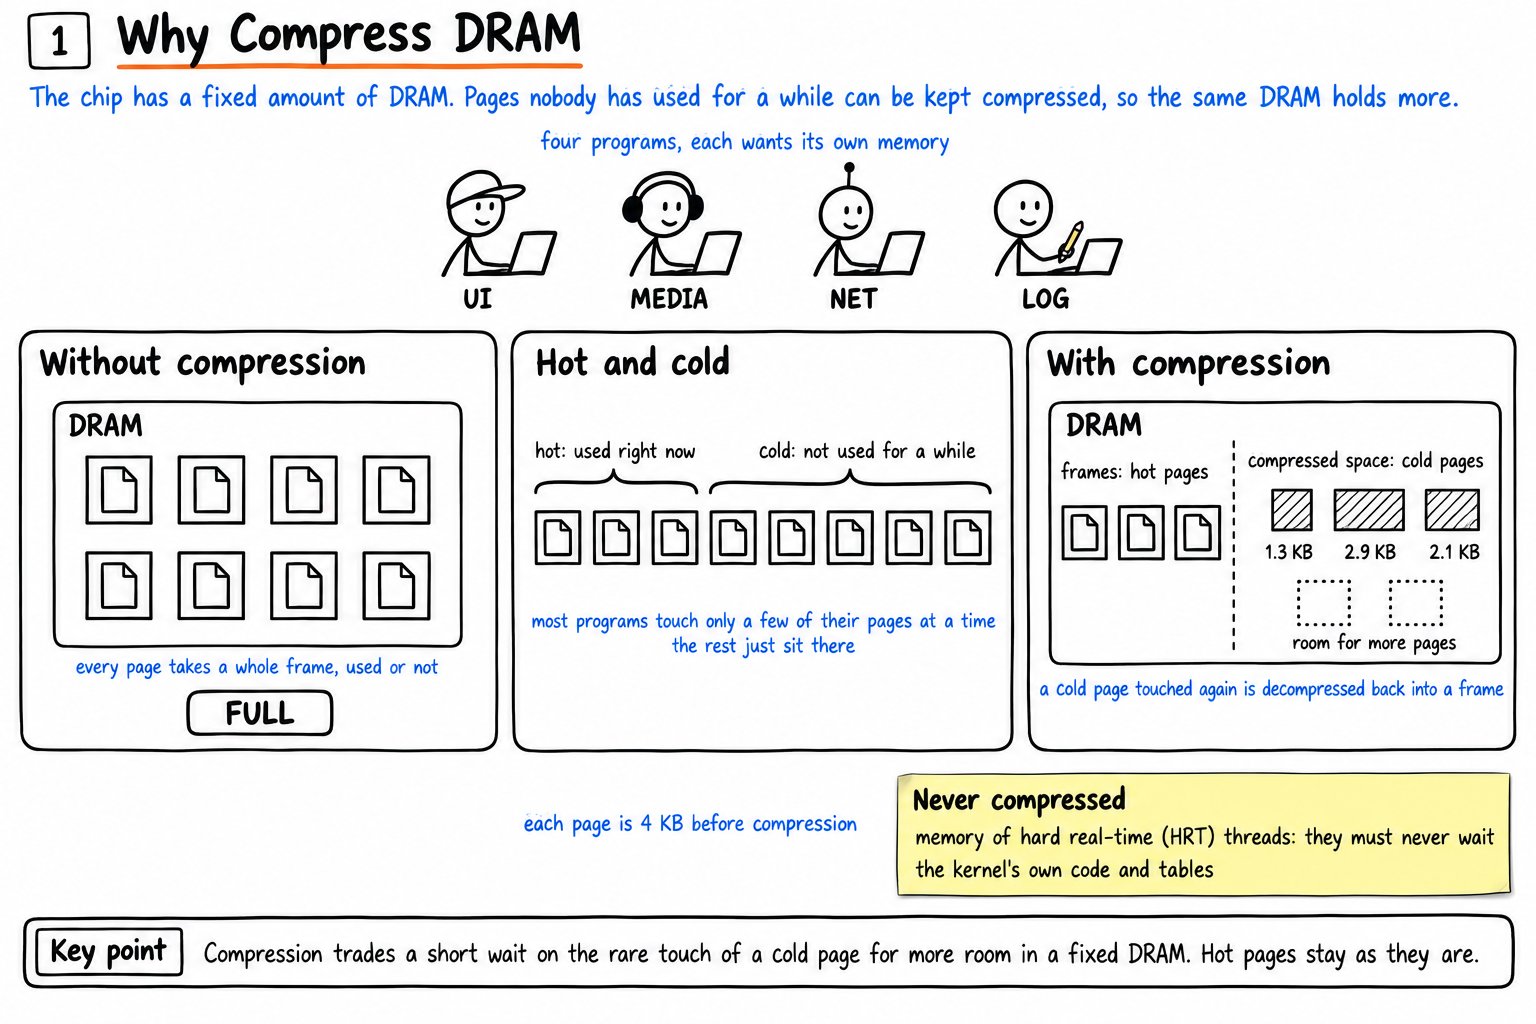 1 Why Compress DRAM
The chip has a fixed amount of DRAM. Pages nobody has used for a while can be kept compressed, so the same DRAM holds more.
four programs, each wants its own memory
UI
MEDIA
NET
LOG
Without compression
DRAM
every page takes a whole frame, used or not
FULL
Hot and cold
hot: used right now
cold: not used for a while
most programs touch only a few of their pages at a time
the rest just sit there
With compression
DRAM
frames: hot pages
compressed space: cold pages
1.3 KB
2.9 KB
2.1 KB
room for more pages
a cold page touched again is decompressed back into a frame
each page is 4 KB before compression
Never compressed
memory of hard real-time (HRT) threads: they must never wait
the kernel's own code and tables
Key point
Compression trades a short wait on the rare touch of a cold page for more room in a fixed DRAM. Hot pages stay as they are.